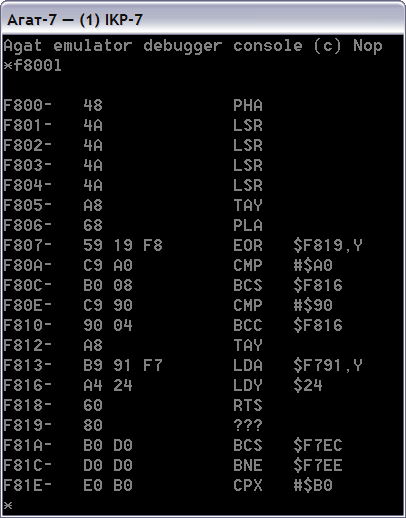 Агат-7 — (1) IKP-7
Agat emulator debugger console (c) Nop
*f800l
F800- 48 PHA
F801- 4A LSR
F802- 4A LSR
F803- 4A LSR
F804- 4A LSR
F805- A8 TAY
F806- 68 PLA
F807- 59 19 F8 EOR $F819,Y
F80A- C9 A0 CMP #$A0
F80C- B0 08 BCS $F816
F80E- C9 90 CMP #$90
F810- 90 04 BCC $F816
F812- A8 TAY
F813- B9 91 F7 LDA $F791,Y
F816- A4 24 LDY $24
F818- 60 RTS
F819- 80 ???
F81A- B0 D0 BCS $F7EC
F81C- D0 D0 BNE $F7EE
F81E- E0 B0 CPX #$B0
*